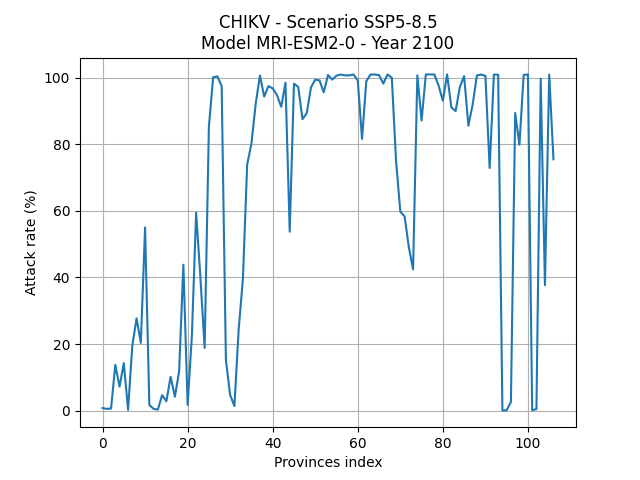 CHIKV - Scenario SSP5-8.5
Model MRI-ESM2-0 - Year 2100
Attack rate (%)
100
80
60
40
20
0
0 20 40 60 80 100
Provinces index